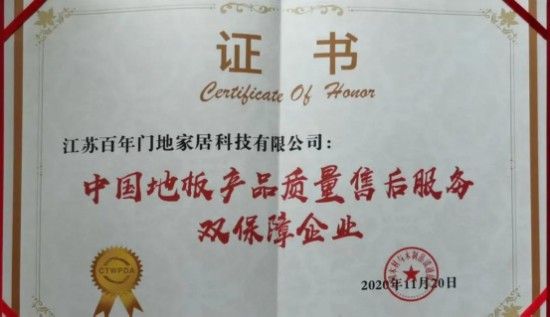 证书
Certificate Of Honor
江苏百年门地家居科技有限公司：
中国地板产品质量售后服务
双保障企业
CTWPDA
2020年11月20日